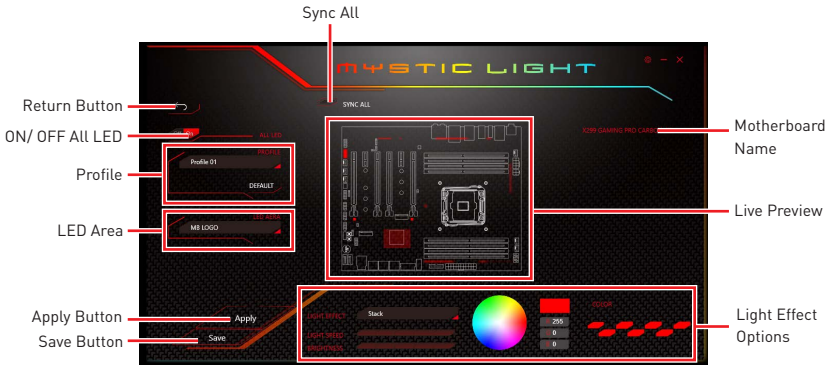 Sync All
MYSTIC LIGHT
SYNC ALL
Return Button
ON/ OFF All LED
ALL LED
X299 GAMING PRO CARBON
Motherboard
Name
PROFILE
Profile
Profile 01
DEFAULT
LED AERA
LED Area
MB LOGO
Live Preview
Apply Button
Apply
Save Button
Save
LIGHT EFFECT
Stack
LIGHT SPEED
BRIGHTNESS
255
0
0
COLOR
Light Effect
Options